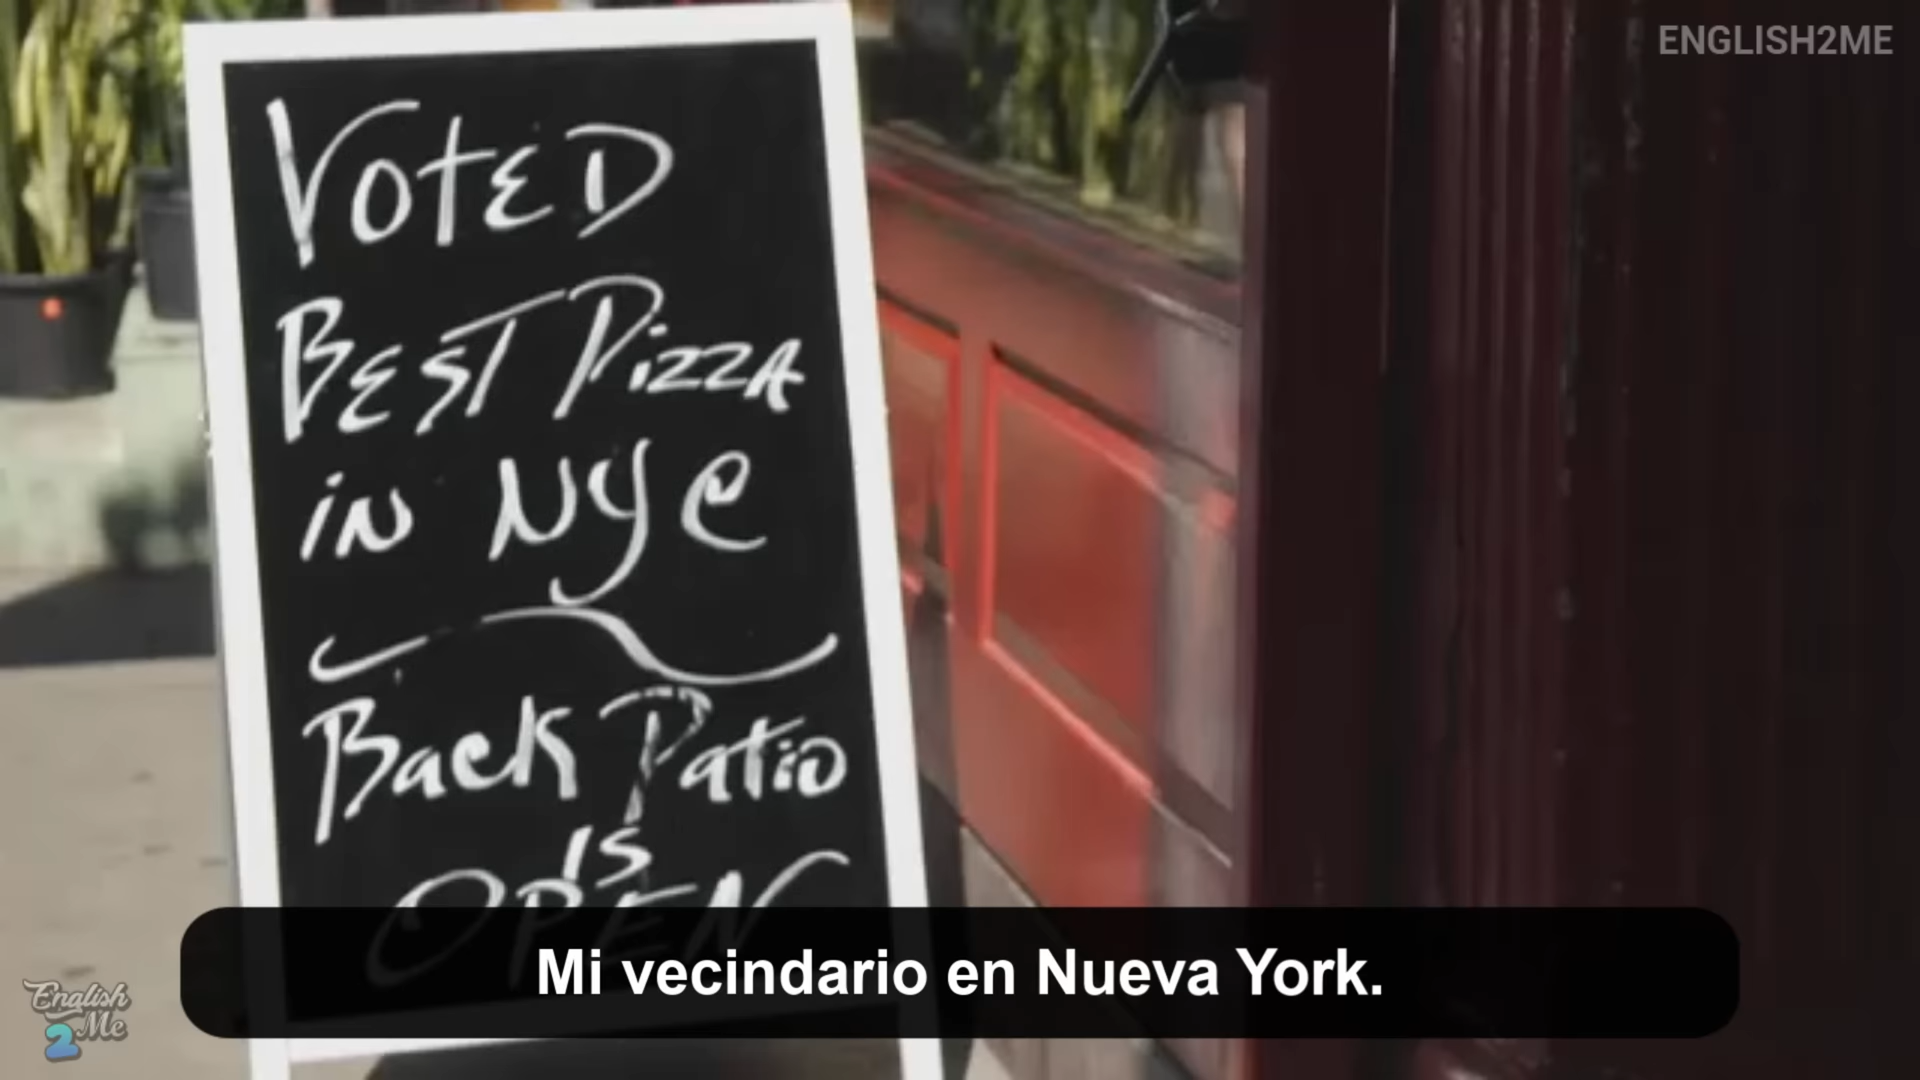 ENGLISH2ME
VOTED
BEST PIZZA
iN NYC
Back Patio
IS
OPEN
Mi vecindario en Nueva York.
English
2 Me